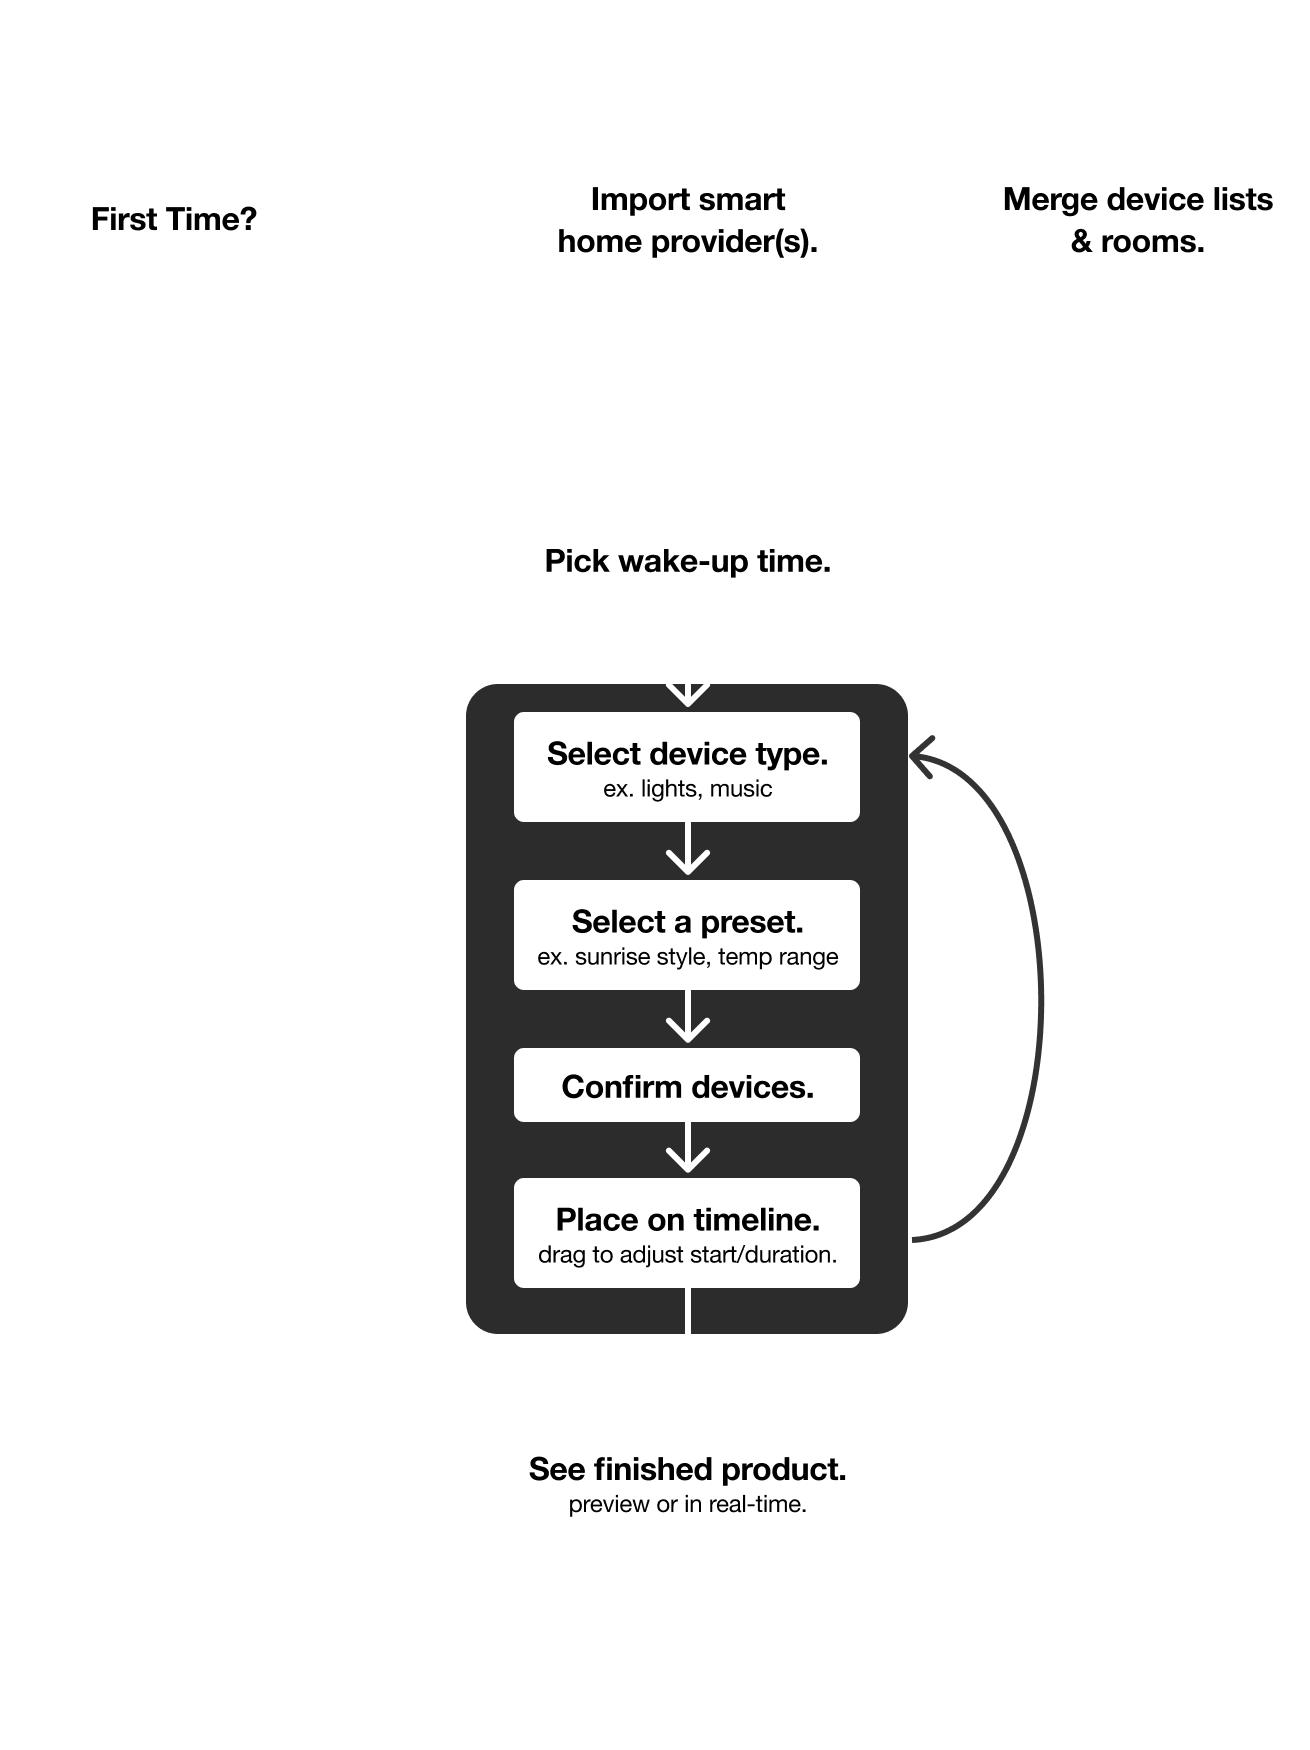 First Time?
Import smart
home provider(s).
Merge device lists
& rooms.
Pick wake-up time.
Select device type.
ex. lights, music
Select a preset.
ex. sunrise style, temp range
Confirm devices.
Place on timeline.
drag to adjust start/duration.
See finished product.
preview or in real-time.